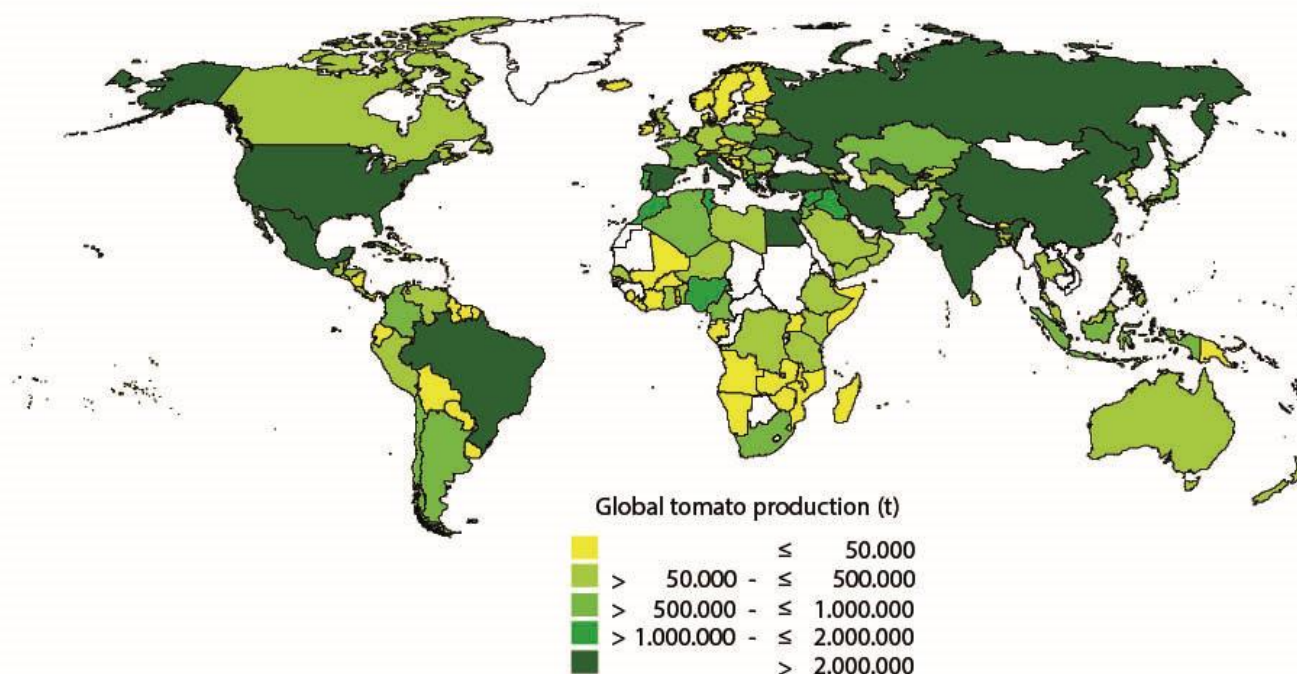 Global tomato production (t)
≤ 50.000
> 50.000 - ≤ 500.000
> 500.000 - ≤ 1.000.000
> 1.000.000 - ≤ 2.000.000
> 2.000.000